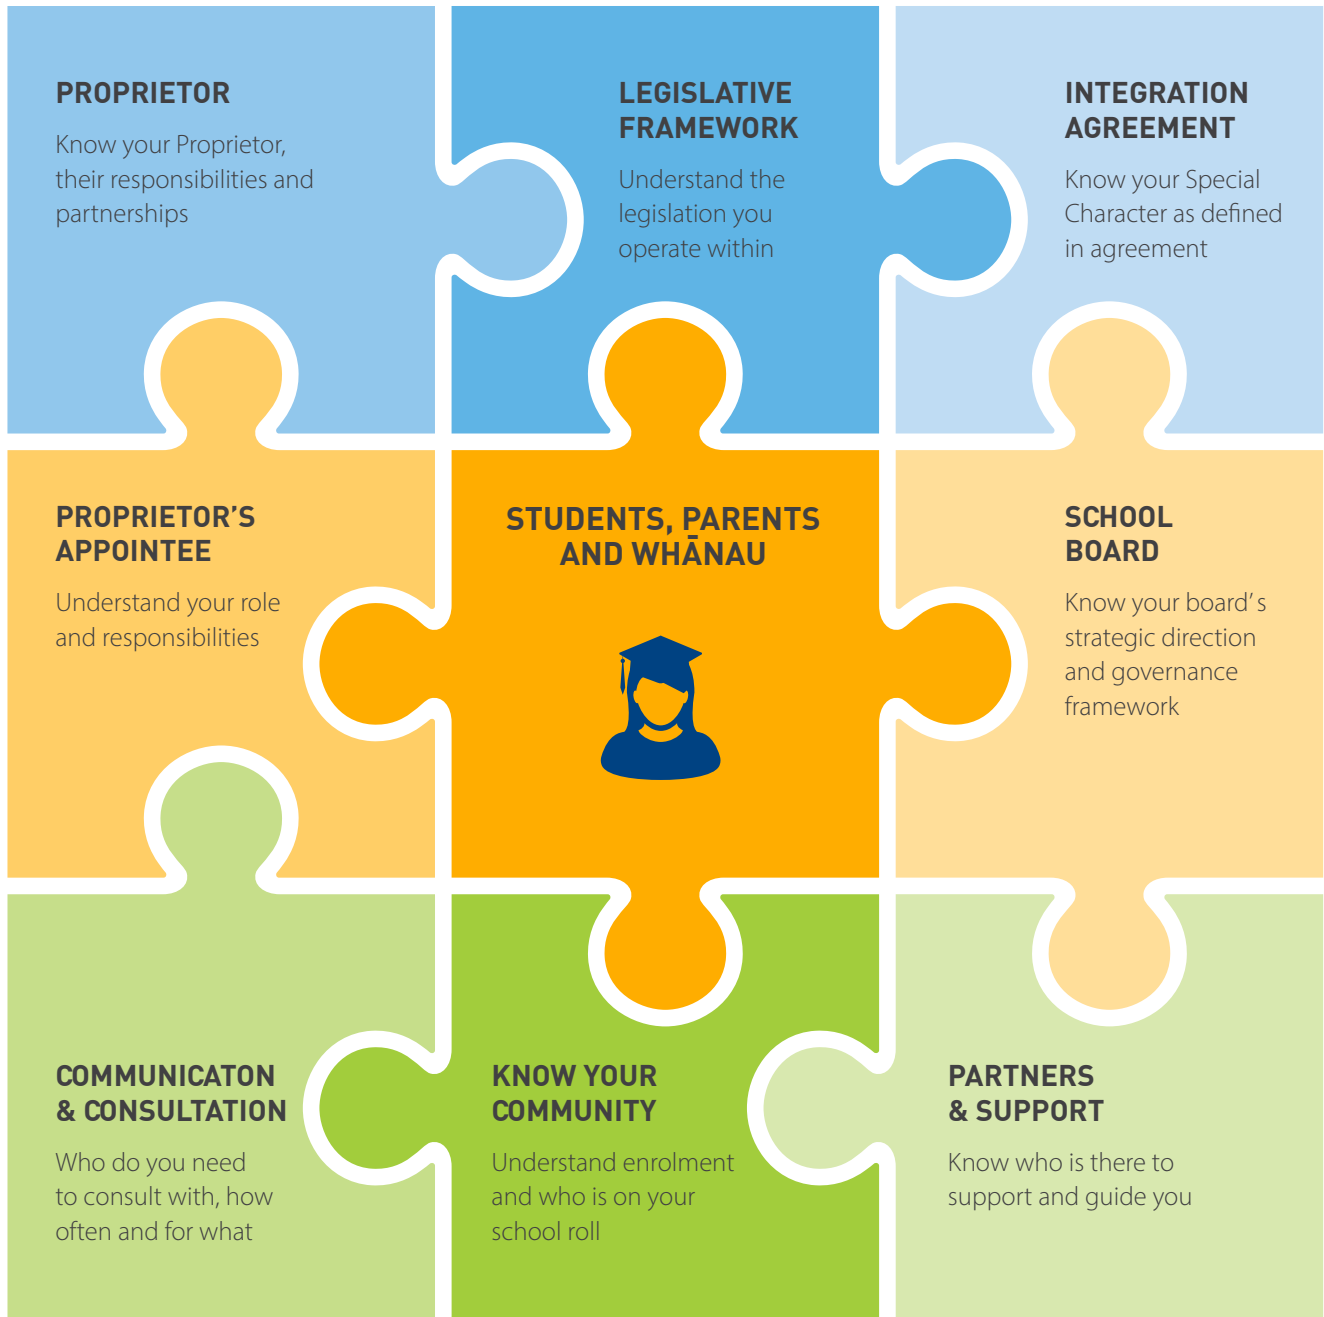 PROPRIETOR
Know your Proprietor,
their responsibilities and
partnerships
LEGISLATIVE
FRAMEWORK
Understand the
legislation you
operate within
INTEGRATION
AGREEMENT
Know your Special
Character as defined
in agreement
PROPRIETOR'S
APPOINTEE
Understand your role
and responsibilities
STUDENTS, PARENTS
AND WHĀNAU
SCHOOL
BOARD
Know your board's
strategic direction
and governance
framework
COMMUNICATON
& CONSULTATION
Who do you need
to consult with, how
often and for what
KNOW YOUR
COMMUNITY
Understand enrolment
and who is on your
school roll
PARTNERS
& SUPPORT
Know who is there to
support and guide you